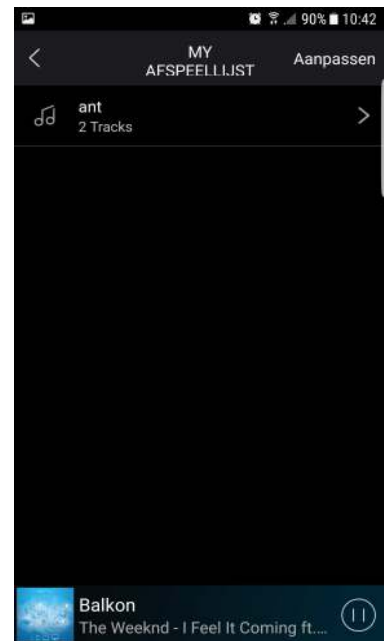 90% 10:42
MY
AFSPEELLIJST
Aanpassen
ant
2 Tracks
Balkon
The Weeknd - I Feel It Coming ft....